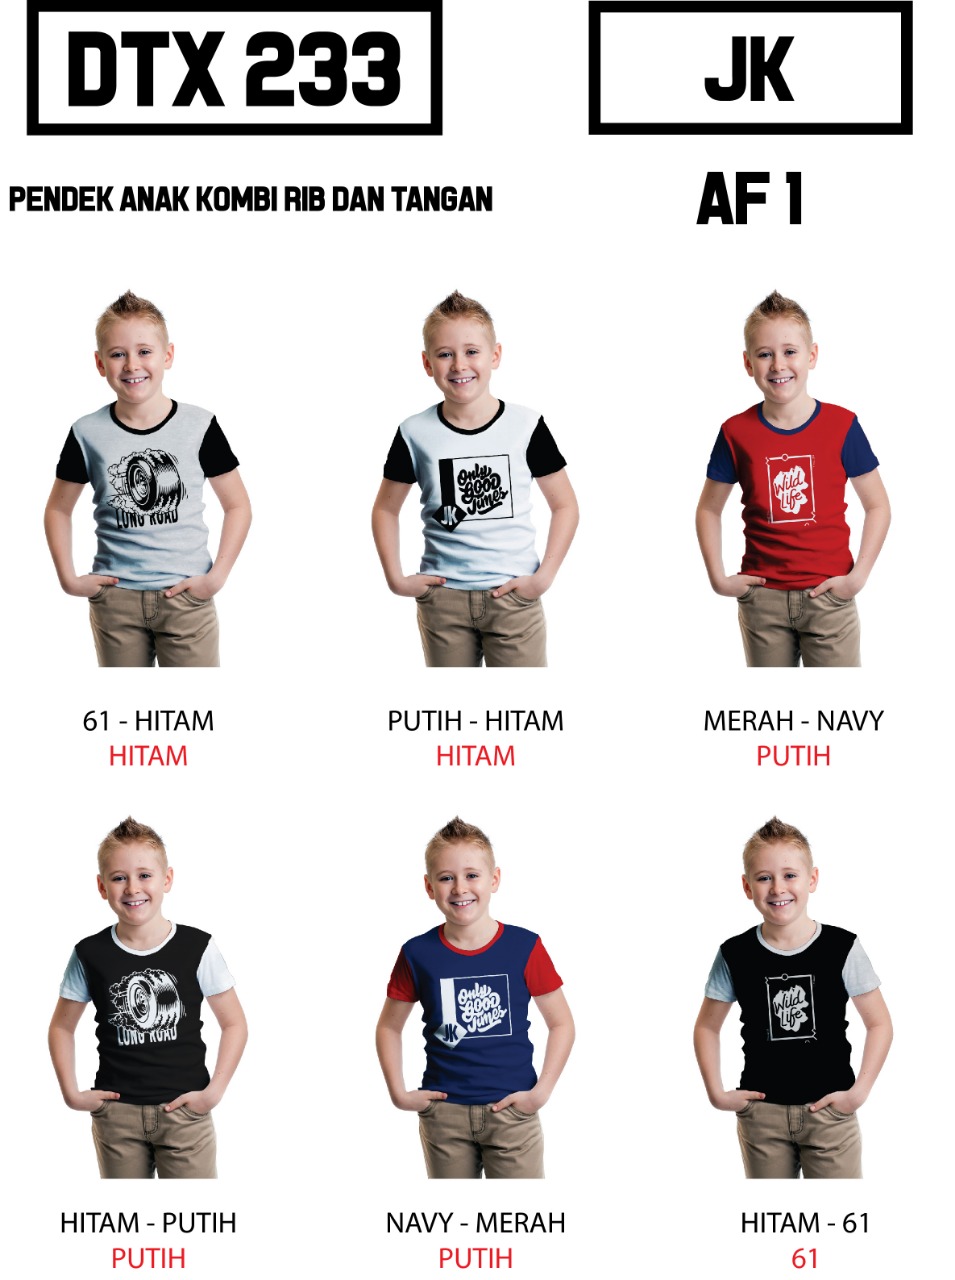 DTX 233
JK
PENDEK ANAK KOMBI RIB DAN TANGAN
AF 1
LONG ROAD
Only
GOOD
Times
JK
Wild
Life
61 - HITAM
HITAM
PUTIH - HITAM
HITAM
MERAH - NAVY
PUTIH
LONG ROAD
Only
GOOD
Times
JK
Wild
Life
HITAM - PUTIH
PUTIH
NAVY - MERAH
PUTIH
HITAM - 61
61